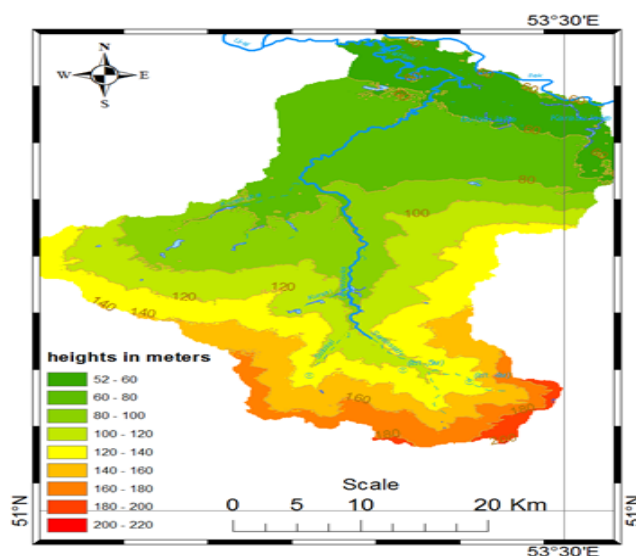 53°30'E
N
W E
S
80
100
120
120
140
140
160
180
heights in meters
52 - 60
60 - 80
80 - 100
100 - 120
120 - 140
140 - 160
160 - 180
180 - 200
200 - 220
Scale
0 5 10 20 Km
51°N
51°N
53°30'E